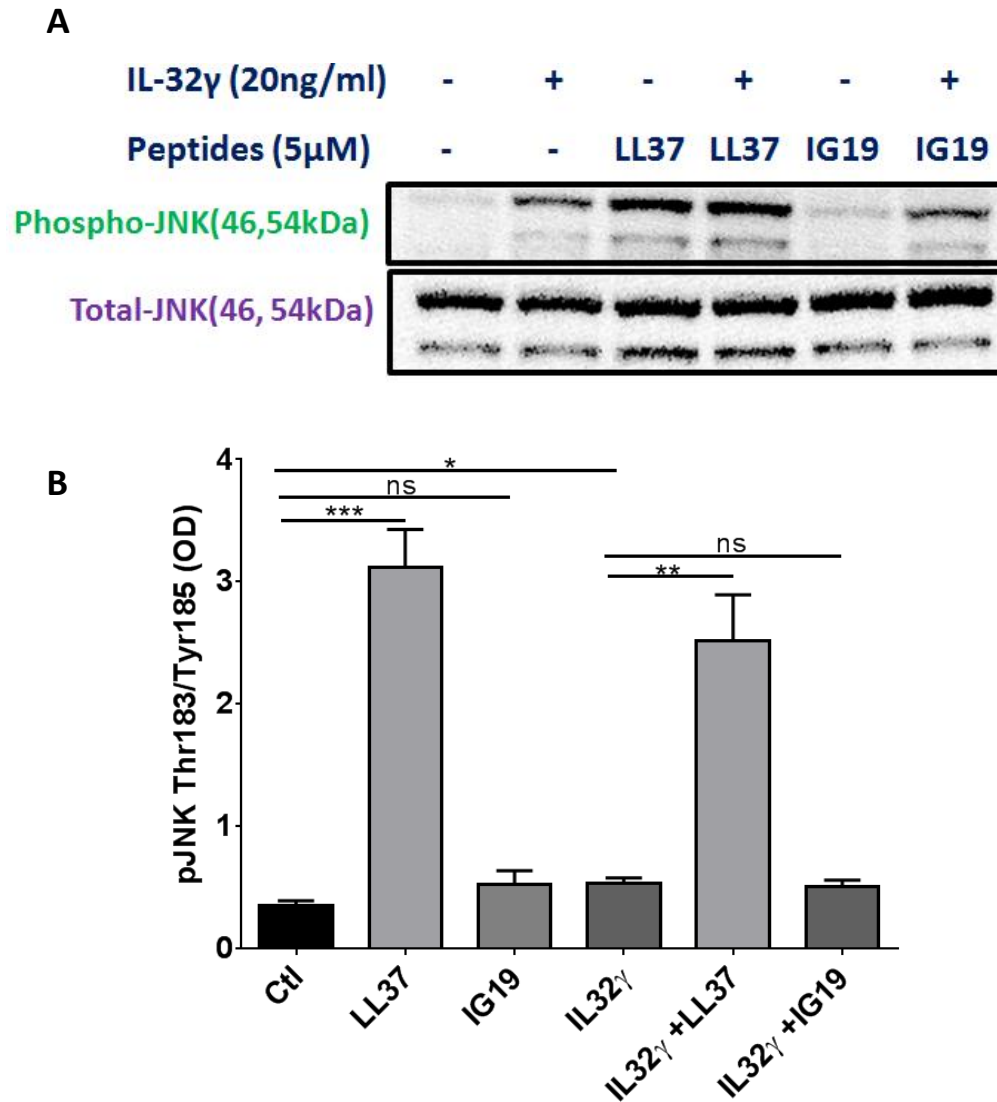 A
IL-32γ (20ng/ml) - + - + - +
Peptides (5µM) - - LL37 LL37 IG19 IG19
Phospho-JNK(46,54kDa)
Total-JNK(46, 54kDa)
B
pJNK Thr183/Tyr185 (OD)
4
3
2
1
0
*
ns
***
ns
**
Ctl
LL37
IG19
IL32γ
IL32γ +LL37
IL32γ +IG19